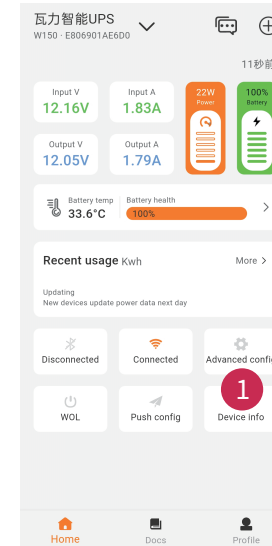 瓦力智能UPS
W150 · E806901AE6D0
11秒前
Input V
12.16V
Input A
1.83A
22W
Power
100%
Battery
Output V
12.05V
Output A
1.79A
Battery temp
33.6°C
Battery health
100%
Recent usage Kwh
More >
Updating
New devices update power data next day
Disconnected
Connected
Advanced config
WOL
Push config
1
Device info
Home
Docs
Profile